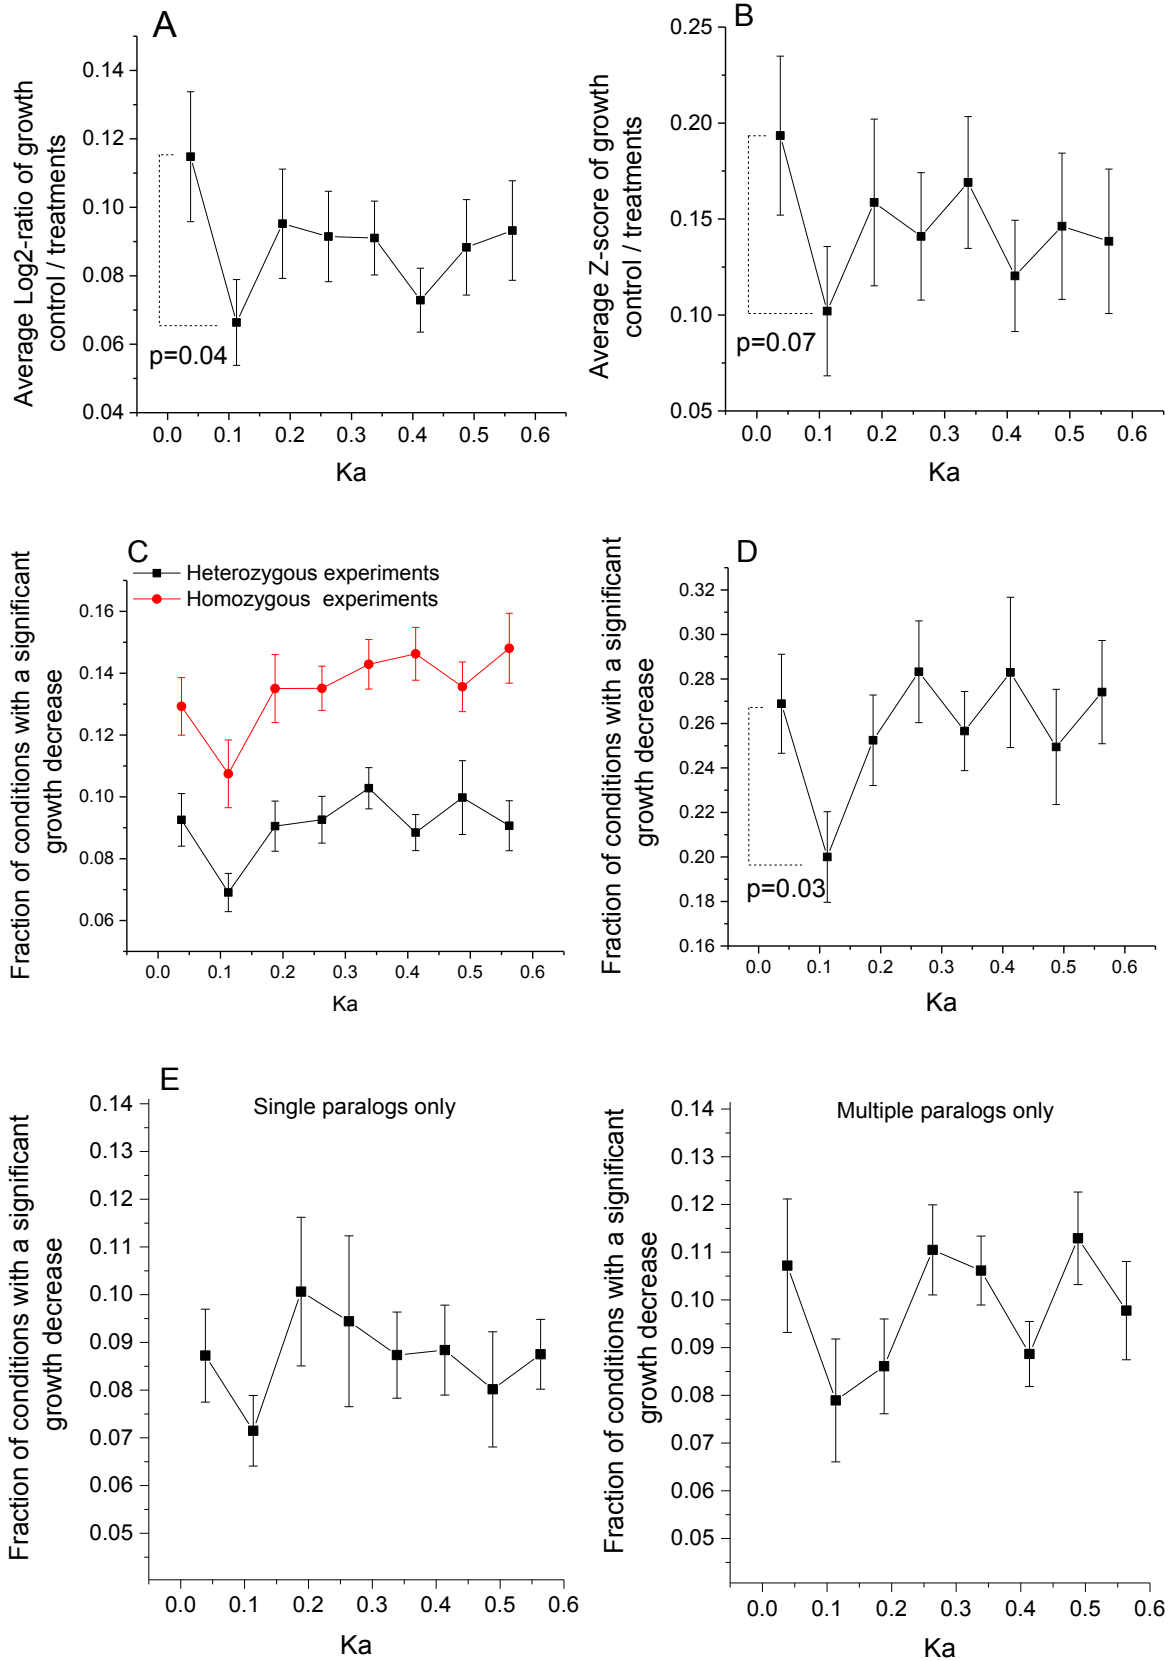 A
Average Log2-ratio of growth
control / treatments
0.14
0.12
0.10
0.08
0.06
0.04
p=0.04
0.0 0.1 0.2 0.3 0.4 0.5 0.6
Ka
B
Average Z-score of growth
control / treatments
0.25
0.20
0.15
0.10
0.05
p=0.07
0.0 0.1 0.2 0.3 0.4 0.5 0.6
Ka
C
Heterozygous experiments
Homozygous experiments
Fraction of conditions with a significant
growth decrease
0.16
0.14
0.12
0.10
0.08
0.06
0.0 0.1 0.2 0.3 0.4 0.5 0.6
Ka
D
Fraction of conditions with a significant
growth decrease
0.32
0.30
0.28
0.26
0.24
0.22
0.20
0.18
0.16
p=0.03
0.0 0.1 0.2 0.3 0.4 0.5 0.6
Ka
E
Single paralogs only
Fraction of conditions with a significant
growth decrease
0.14
0.13
0.12
0.11
0.10
0.09
0.08
0.07
0.06
0.05
0.0 0.1 0.2 0.3 0.4 0.5 0.6
Ka
Multiple paralogs only
Fraction of conditions with a significant
growth decrease
0.14
0.13
0.12
0.11
0.10
0.09
0.08
0.07
0.06
0.05
0.0 0.1 0.2 0.3 0.4 0.5 0.6
Ka